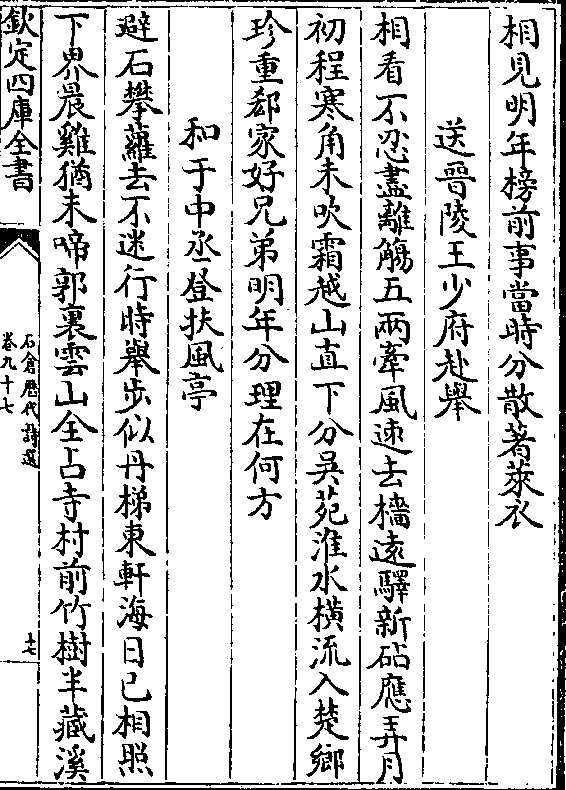 相見明年榜前事當時分散著萊衣
送晉陵王少府赴舉
相看不忍盡離觴五兩牽風速去檣遠驛新砧應弄月
初程寒角未吹霜越山直下分吳苑淮水横流入楚鄉
珍重郄家好兄弟明年分理在何方
和于中丞登扶風亭
避石攀蘿去不迷行時舉步似丹梯東軒海日已相照
下界晨雞猶未啼郭裏雲山全占寺村前竹樹半藏溪
欽定四庫全書
石倉歴代詩選
卷九十七
十七